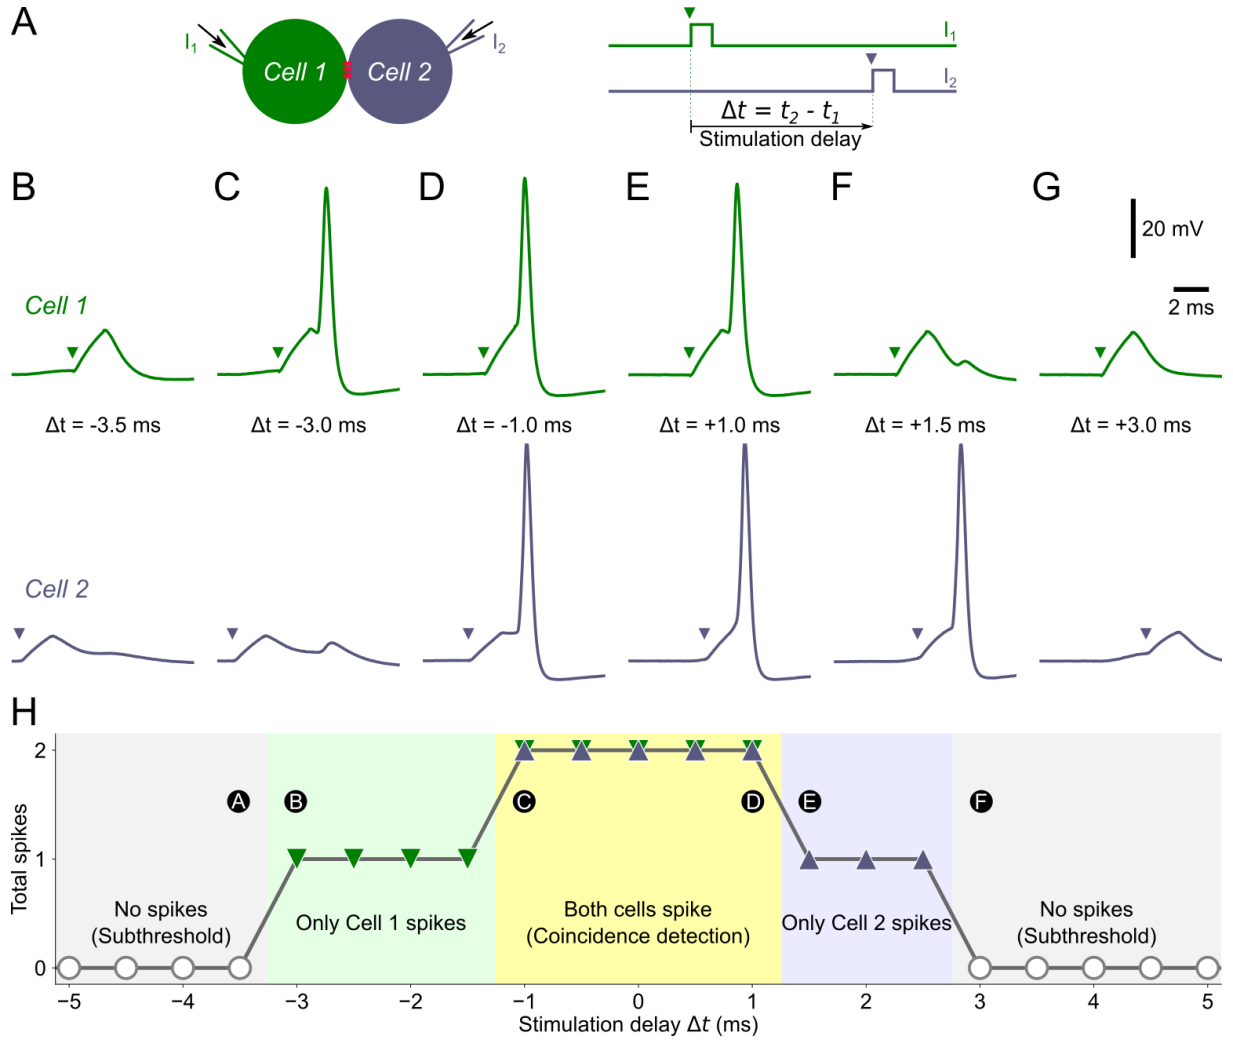 A
I1
Cell 1
Cell 2
I2
I1
I2
Δt = t2 - t1
Stimulation delay
B
C
D
E
F
G
20 mV
2 ms
Cell 1
Δt = -3.5 ms
Δt = -3.0 ms
Δt = -1.0 ms
Δt = +1.0 ms
Δt = +1.5 ms
Δt = +3.0 ms
Cell 2
H
Total spikes
2
1
0
A
B
C
D
E
F
No spikes
(Subthreshold)
Only Cell 1 spikes
Both cells spike
(Coincidence detection)
Only Cell 2 spikes
No spikes
(Subthreshold)
−5 −4 −3 −2 −1 0 1 2 3 4 5
Stimulation delay Δt (ms)